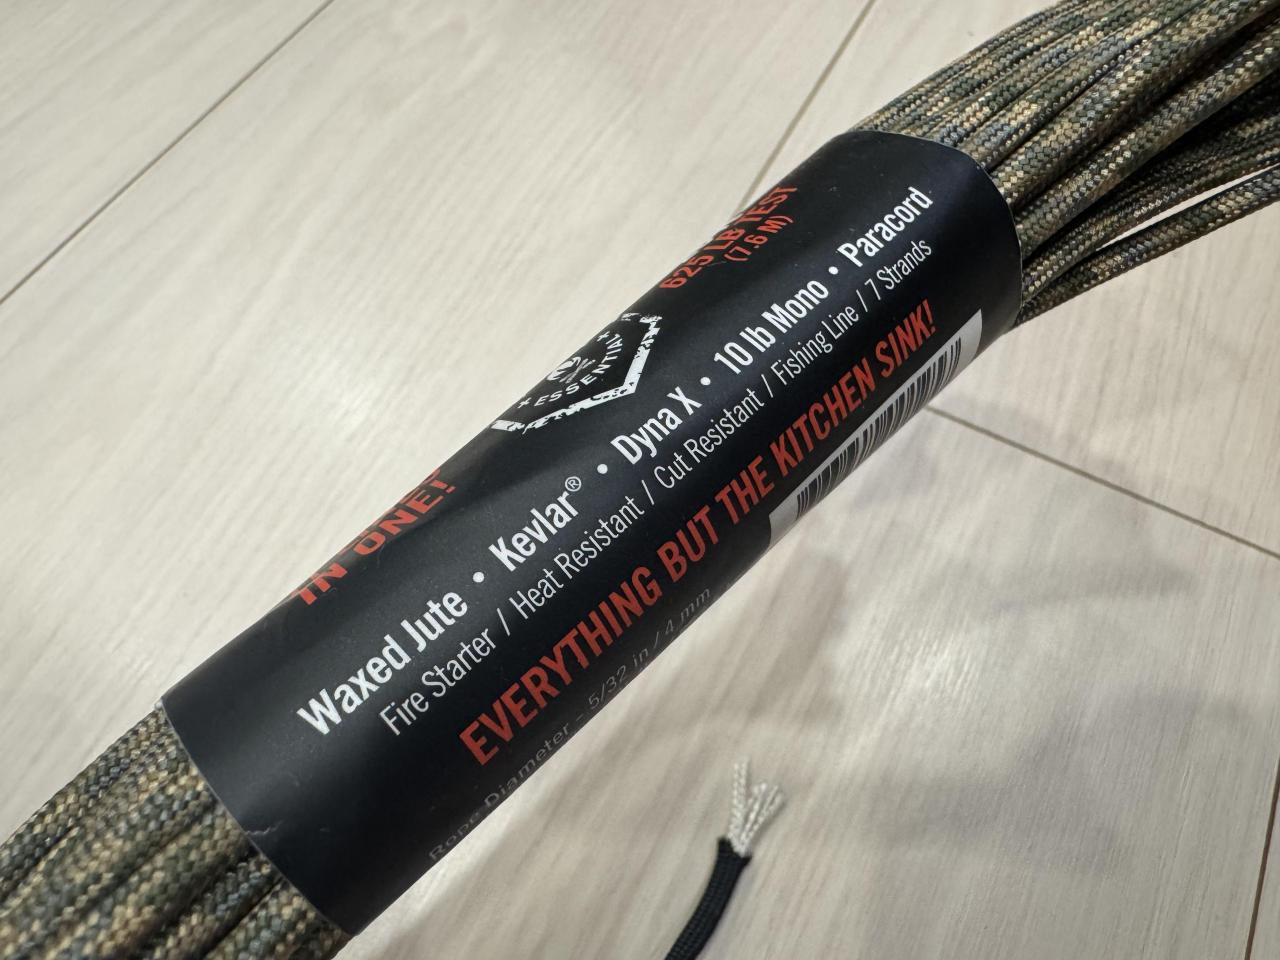 625 LB TEST
(7.6 M)
ESSENTIAL
IN ONE!
Waxed Jute • Kevlar® • Dyna X • 10 lb Mono • Paracord
Fire Starter / Heat Resistant / Cut Resistant / Fishing Line / 7 Strands
EVERYTHING BUT THE KITCHEN SINK!
Rope Diameter - 5/32 in / 4 mm